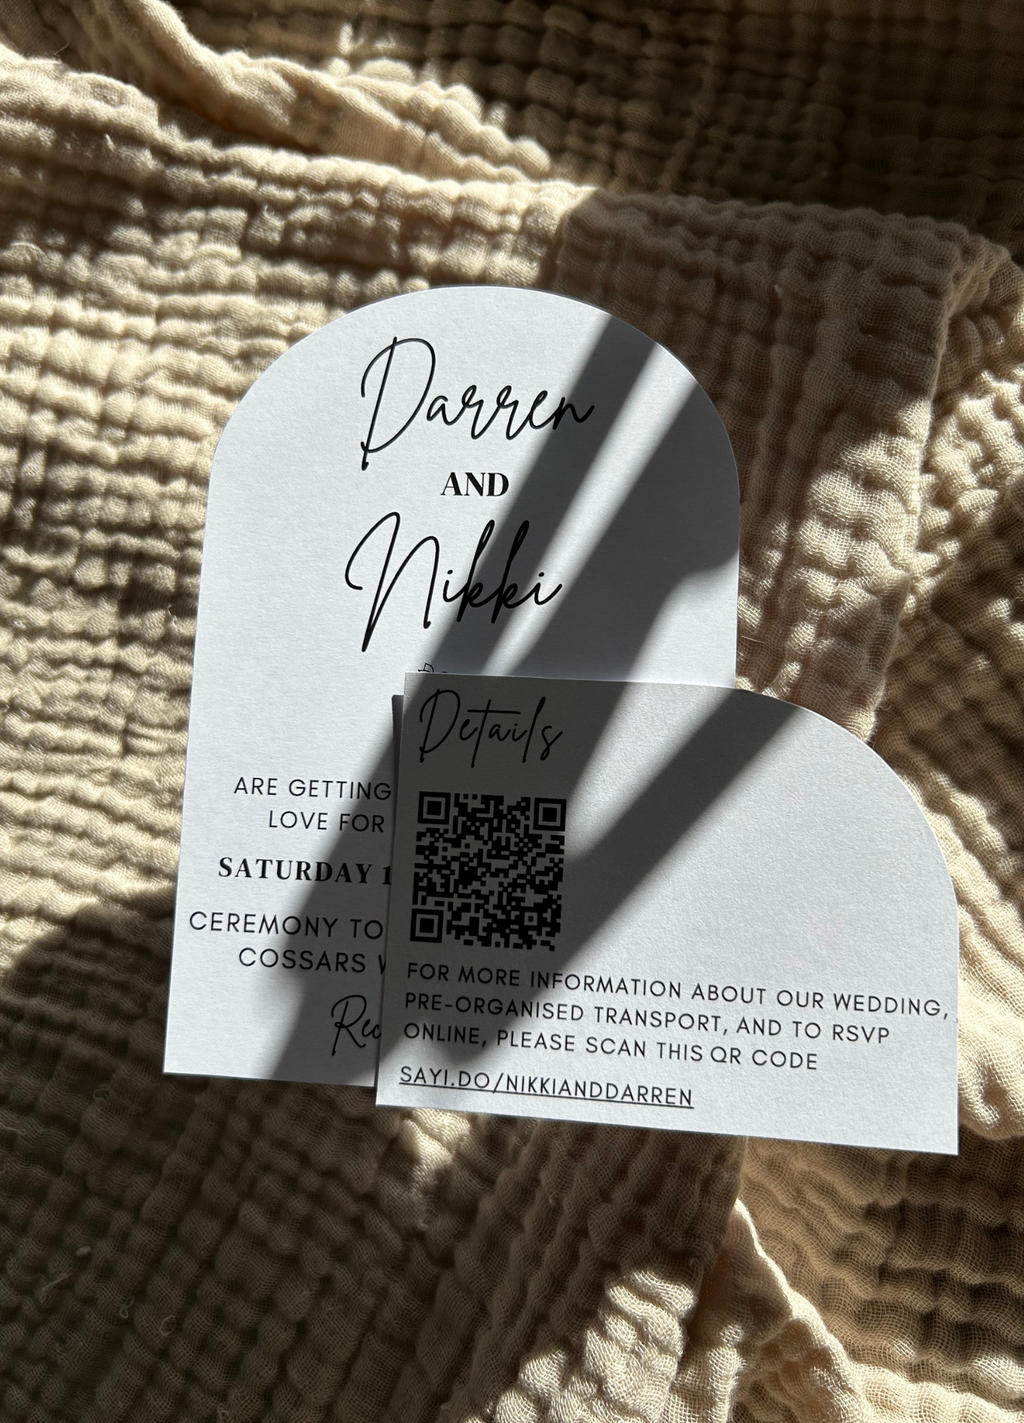 Darren
AND
Nikki
ARE GETTING
LOVE FOR
SATURDAY 1
CEREMONY TO
COSSARS
Details
FOR MORE INFORMATION ABOUT OUR WEDDING,
PRE-ORGANISED TRANSPORT, AND TO RSVP
ONLINE, PLEASE SCAN THIS QR CODE
SAYI.DO/NIKKIANDDARREN